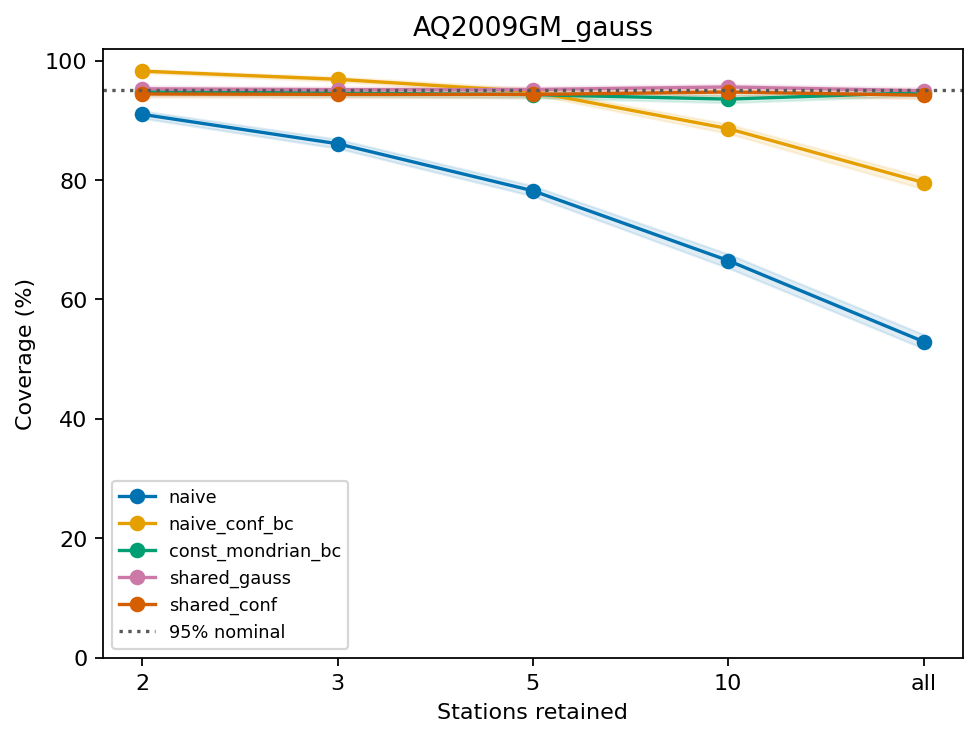 AQ2009GM_gauss
Coverage (%)
100
80
60
40
20
0
naive
naive_conf_bc
const_mondrian_bc
shared_gauss
shared_conf
95% nominal
2
3
5
10
all
Stations retained